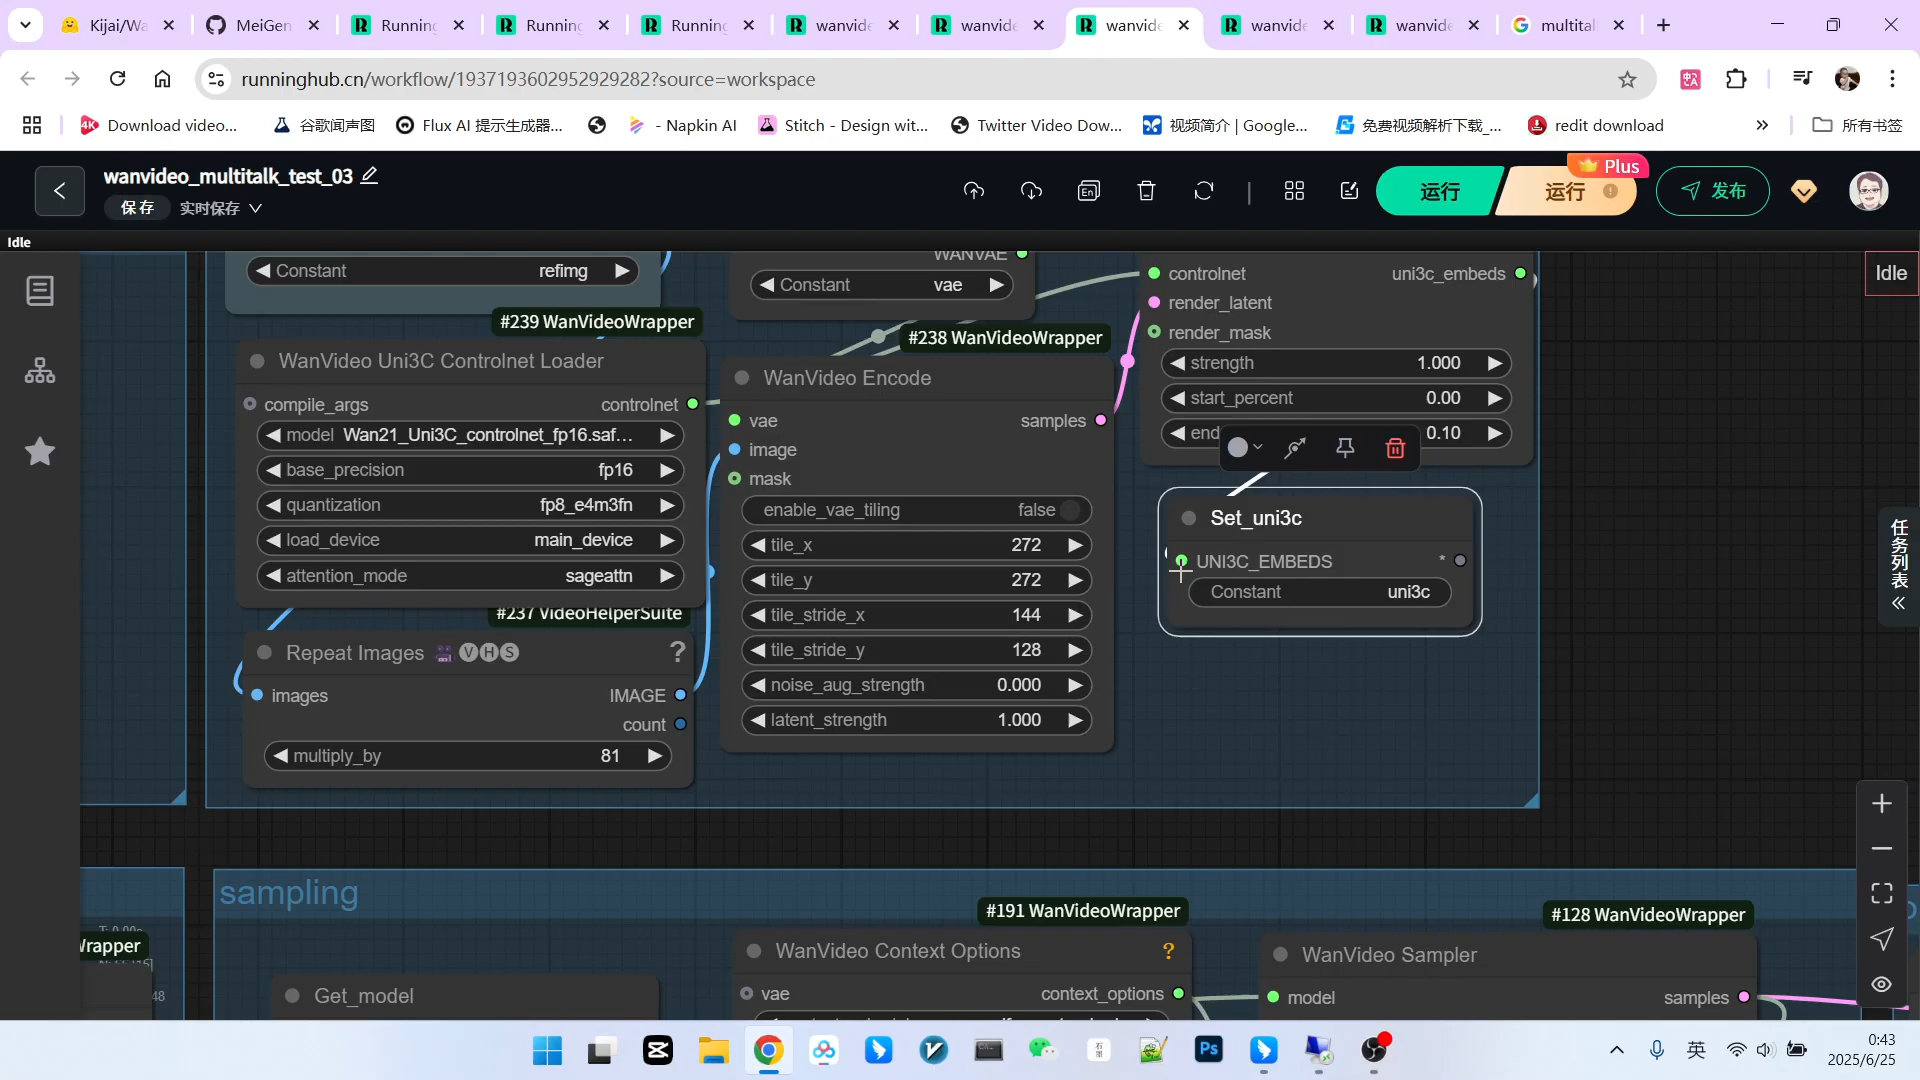 Kijai/Wa
MeiGen
Running
Running
Running
wanvide
wanvide
wanvide
wanvide
wanvide
multital
runninghub.cn/workflow/1937193602952929282?source=workspace
Download video...
谷歌闻声图
Flux AI 提示生成器...
- Napkin AI
Stitch - Design wit...
Twitter Video Dow...
视频简介 | Google...
免费视频解析下载_...
redit download
所有书签
wanvideo_multitalk_test_03
保存
实时保存
运行
运行
Plus
发布
Idle
Idle
Constant refimg
WANVAE
Constant vae
controlnet uni3c_embeds
render_latent
render_mask
strength 1.000
start_percent 0.00
end 0.10
#239 WanVideoWrapper
WanVideo Uni3C Controlnet Loader
compile_args controlnet
model Wan21_Uni3C_controlnet_fp16.saf...
base_precision fp16
quantization fp8_e4m3fn
load_device main_device
attention_mode sageattn
#237 VideoHelperSuite
Repeat Images VHS ?
images IMAGE
count
multiply_by 81
#238 WanVideoWrapper
WanVideo Encode
vae samples
image
mask
enable_vae_tiling false
tile_x 272
tile_y 272
tile_stride_x 144
tile_stride_y 128
noise_aug_strength 0.000
latent_strength 1.000
Set_uni3c
UNI3C_EMBEDS *
Constant uni3c
任务列表
sampling
#191 WanVideoWrapper
WanVideo Context Options ?
vae context_options
#128 WanVideoWrapper
WanVideo Sampler
model samples
Get_model
Wrapper
48
英
0:43
2025/6/25